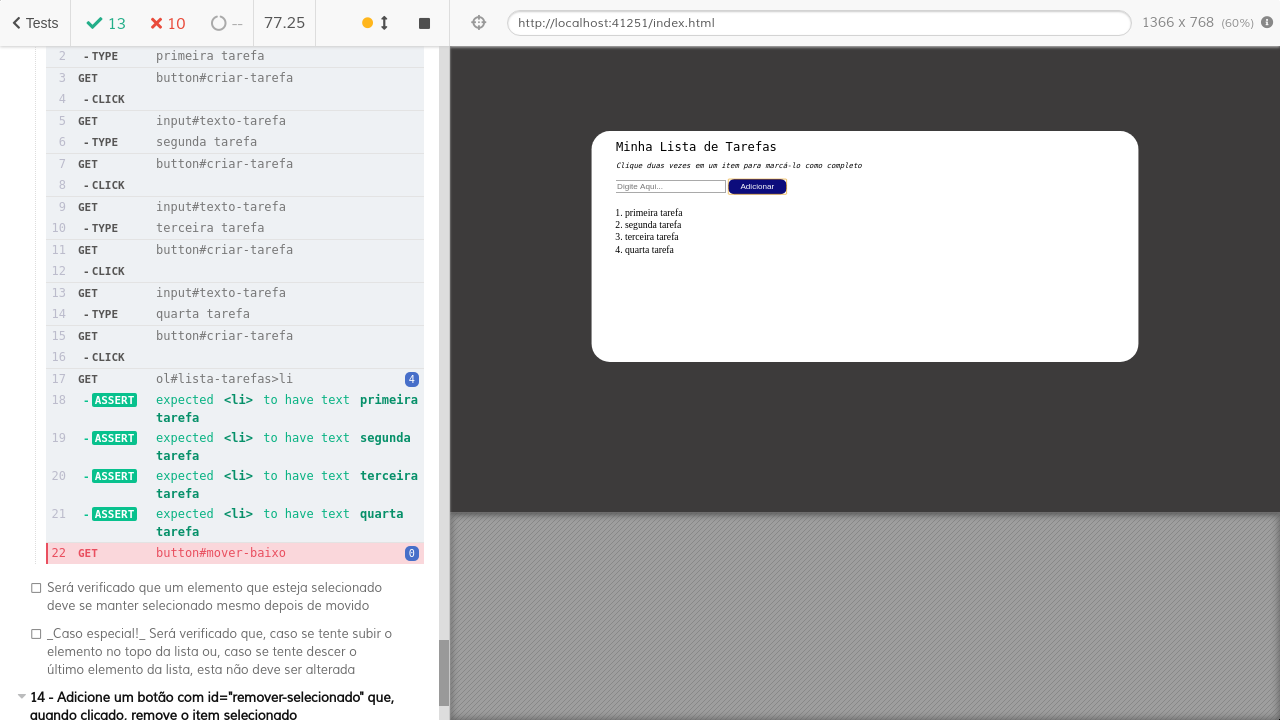 Tests
13
10
--
77.25
http://localhost:41251/index.html
1366 x 768 (60%)
2 - TYPE primeira tarefa
3 GET button#criar-tarefa
4 - CLICK
5 GET input#texto-tarefa
6 - TYPE segunda tarefa
7 GET button#criar-tarefa
8 - CLICK
9 GET input#texto-tarefa
10 - TYPE terceira tarefa
11 GET button#criar-tarefa
12 - CLICK
13 GET input#texto-tarefa
14 - TYPE quarta tarefa
15 GET button#criar-tarefa
16 - CLICK
17 GET ol#lista-tarefas>li 4
18 - ASSERT expected <li> to have text primeira
tarefa
19 - ASSERT expected <li> to have text segunda
tarefa
20 - ASSERT expected <li> to have text terceira
tarefa
21 - ASSERT expected <li> to have text quarta
tarefa
22 GET button#mover-baixo 0
Será verificado que um elemento que esteja selecionado
deve se manter selecionado mesmo depois de movido
_Caso especial!_ Será verificado que, caso se tente subir o
elemento no topo da lista ou, caso se tente descer o
último elemento da lista, esta não deve ser alterada
14 - Adicione um botão com id="remover-selecionado" que,
quando clicado, remove o item selecionado
Minha Lista de Tarefas
Clique duas vezes em um item para marcá-lo como completo
Digite Aqui...
Adicionar
1. primeira tarefa
2. segunda tarefa
3. terceira tarefa
4. quarta tarefa